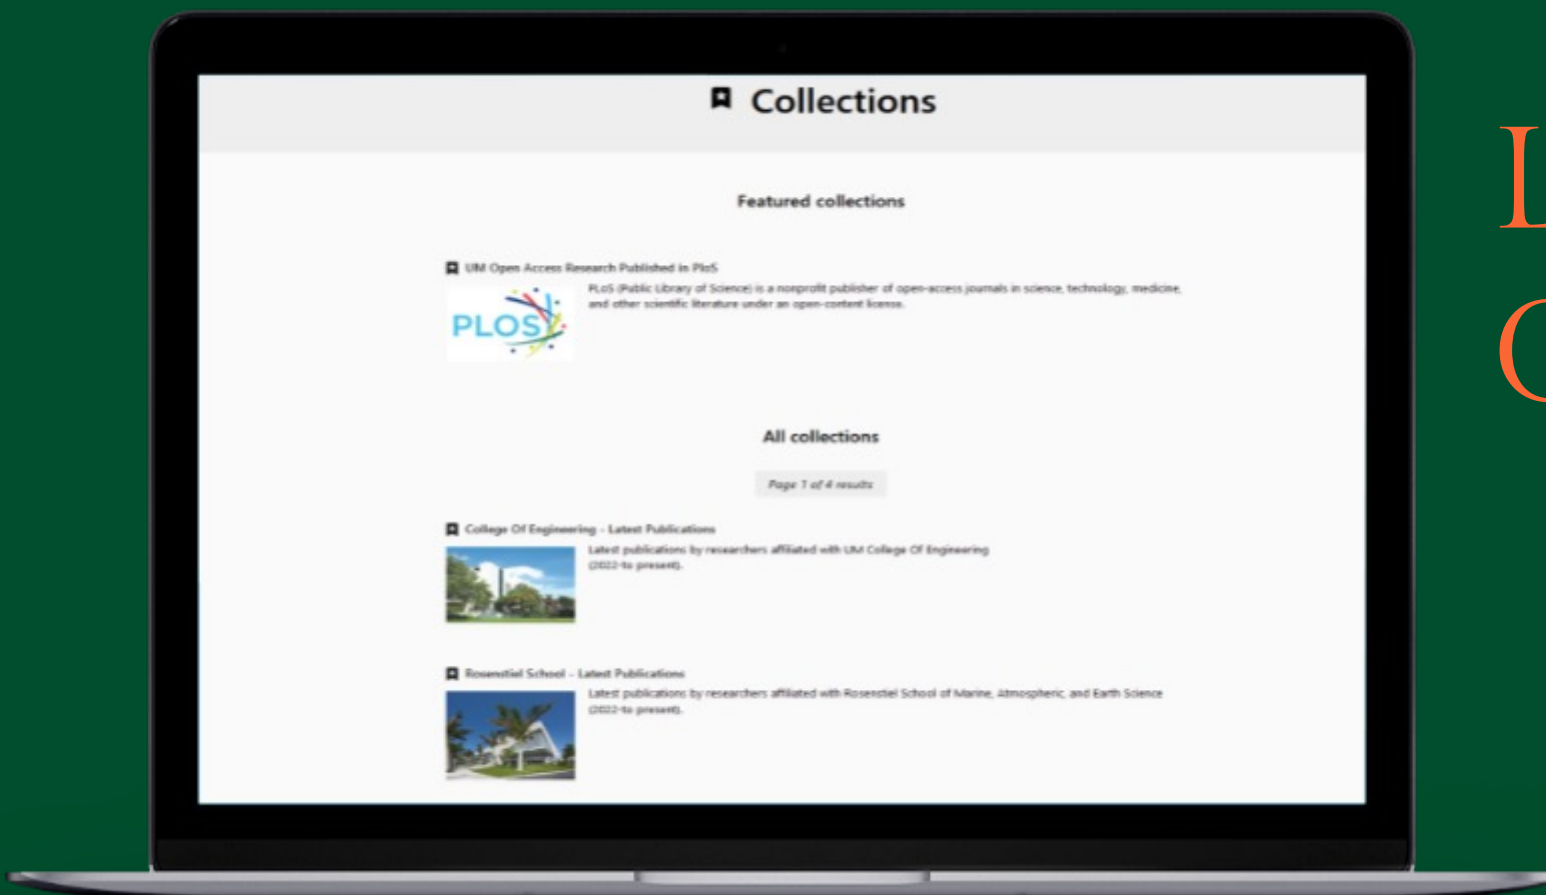 Collections
Featured collections
UM Open Access Research Published in PloS
PLoS (Public Library of Science) is a nonprofit publisher of open-access journals in science, technology, medicine,
and other scientific literature under an open-content license.
PLOS
All collections
Page 1 of 4 results
College Of Engineering - Latest Publications
Latest publications by researchers affiliated with UM College Of Engineering
(2022-to present).
Rosenstiel School - Latest Publications
Latest publications by researchers affiliated with Rosenstiel School of Marine, Atmospheric, and Earth Science
(2022-to present).
L